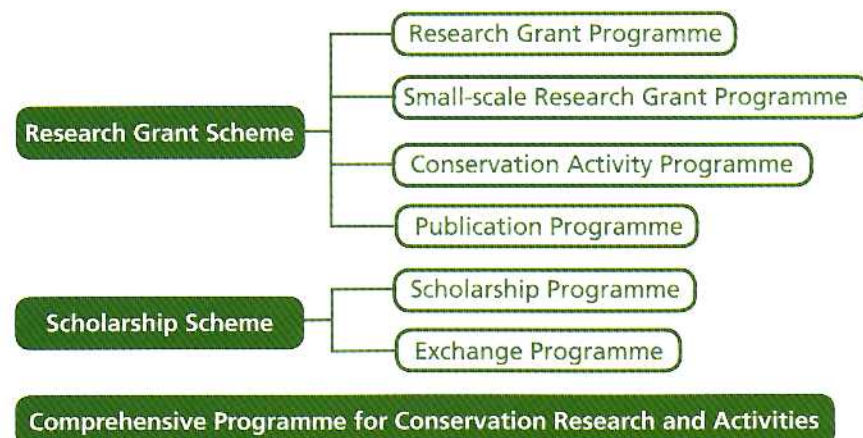 Research Grant Scheme
Research Grant Programme
Small-scale Research Grant Programme
Conservation Activity Programme
Publication Programme
Scholarship Scheme
Scholarship Programme
Exchange Programme
Comprehensive Programme for Conservation Research and Activities